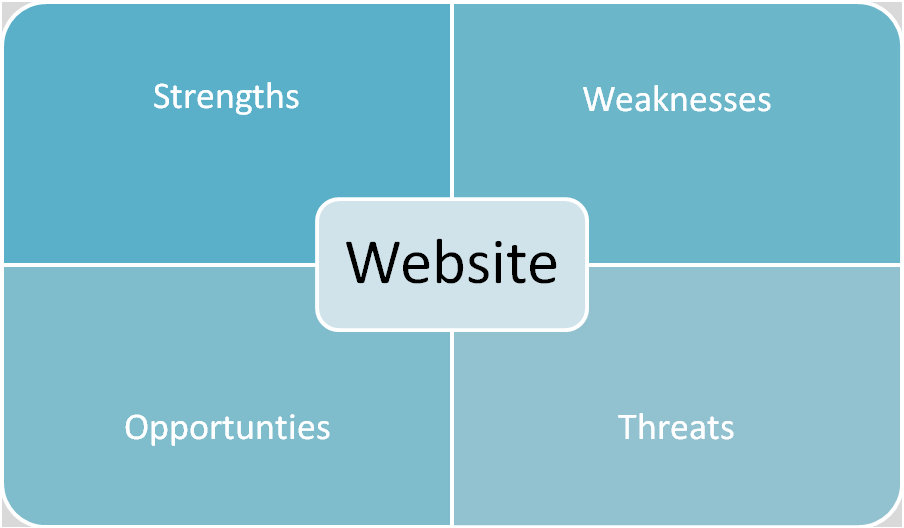 Strengths
Weaknesses
Website
Opportunties
Threats